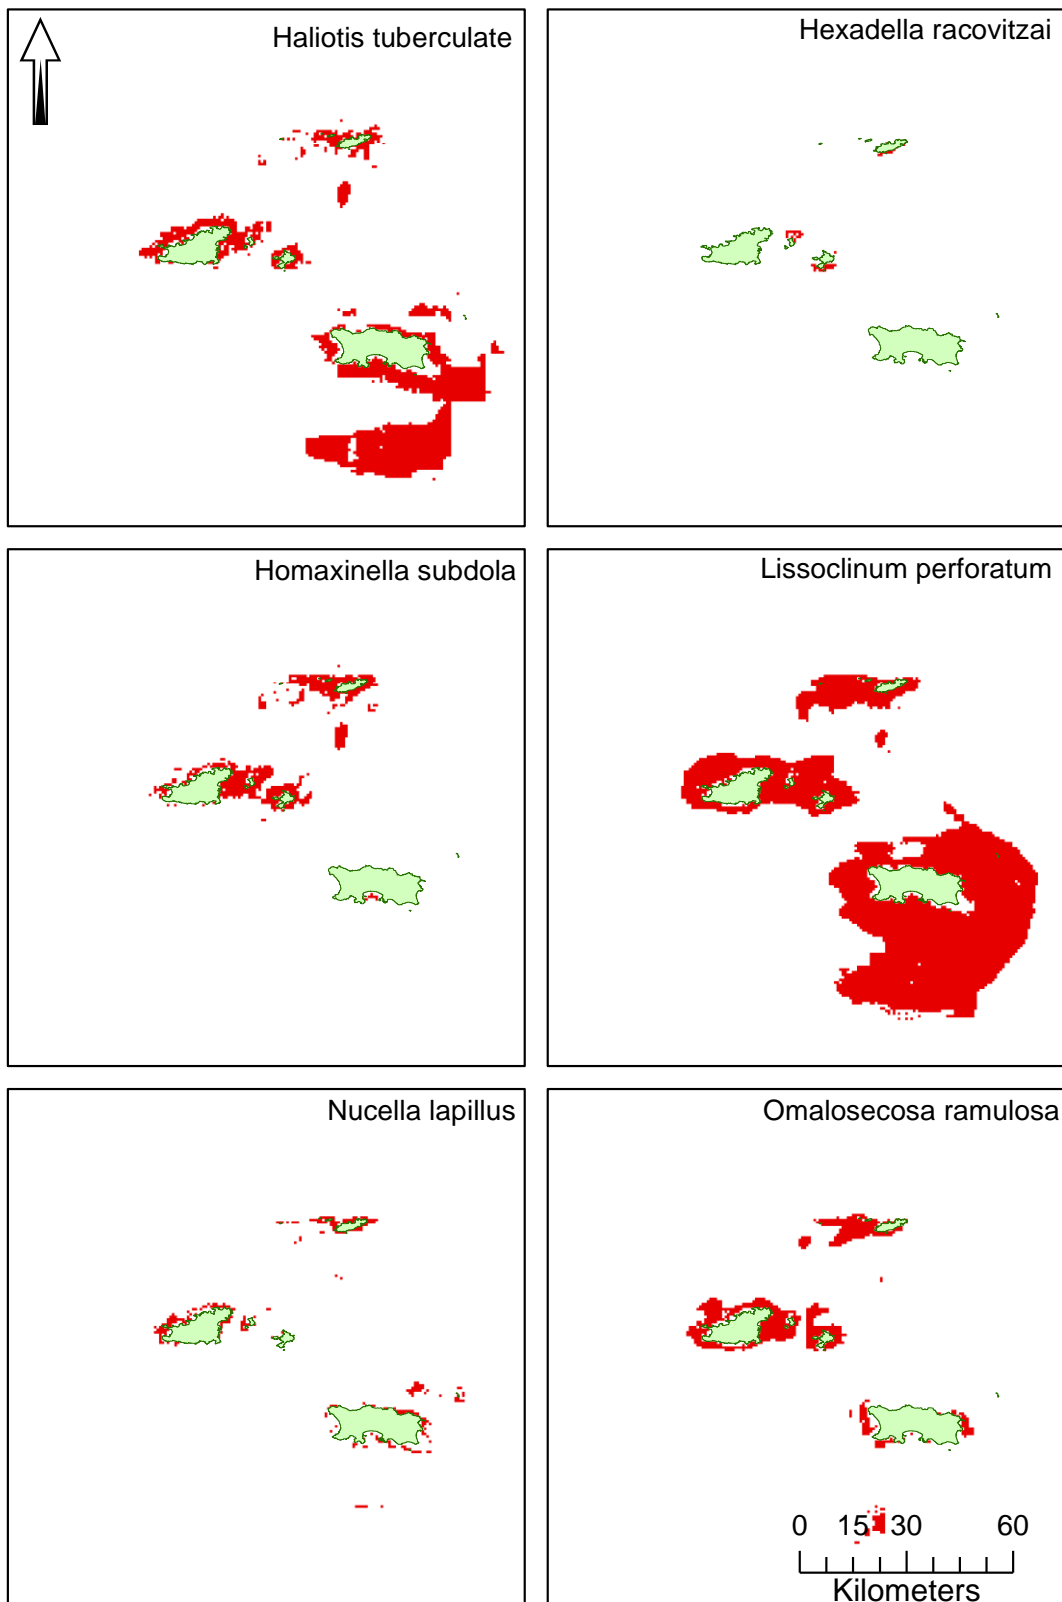 Haliotis tuberculate
Hexadella racovitzai
Homaxinella subdola
Lissoclinum perforatum
Nucella lapillus
Omalosecosa ramulosa
0 15 30 60
Kilometers